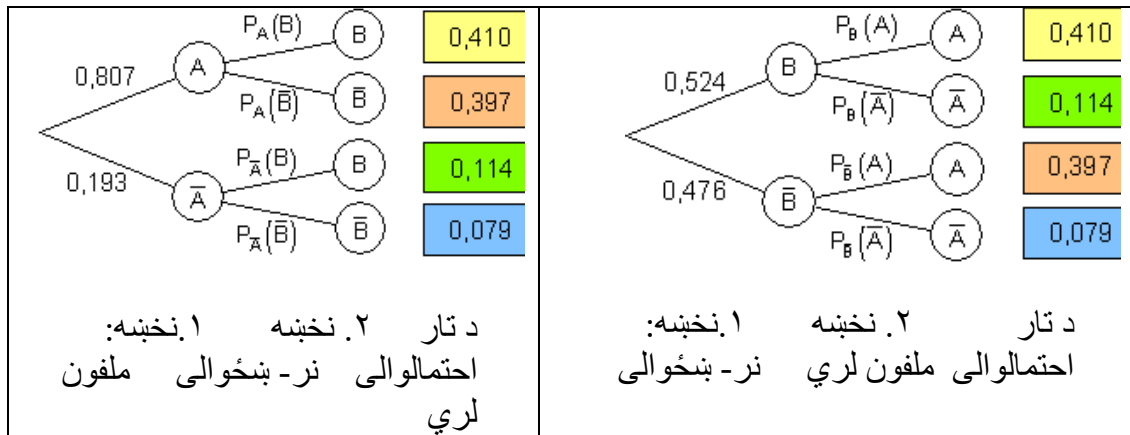 P_A(B) B 0,410
0,807 A
P_A(B̅) B̅ 0,397
P_A̅(B) B 0,114
0,193 A̅
P_A̅(B̅) B̅ 0,079
د تار ۲. نخښه ۱.نخښه:
احتمالوالی نر- ښځوالی ملفون
لري
P_B(A) A 0,410
0,524 B
P_B(A̅) A̅ 0,114
P_B̅(A) A 0,397
0,476 B̅
P_B̅(A̅) A̅ 0,079
د تار ۲. نخښه ۱.نخښه:
احتمالوالی ملفون لري نر- ښځوالی